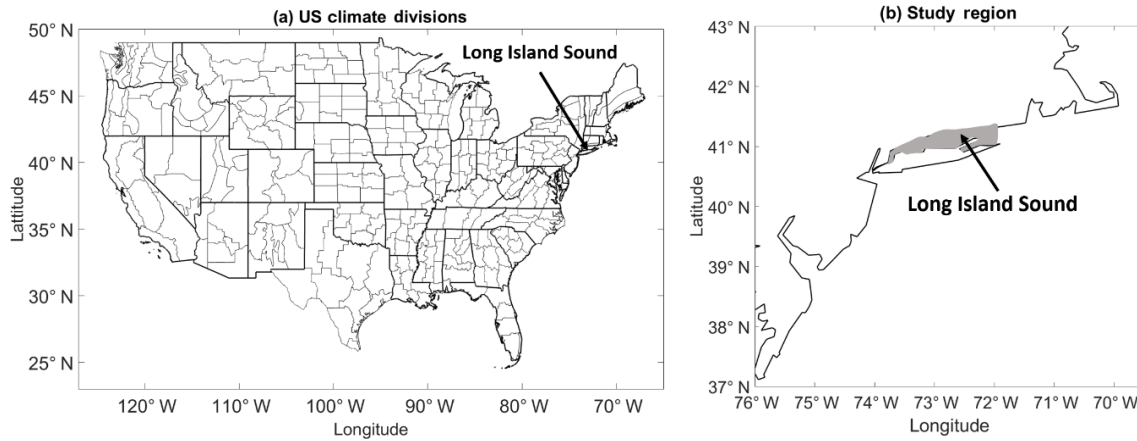 (a) US climate divisions
50° N
45° N
40° N
35° N
30° N
25° N
Lattitude
120° W 110° W 100° W 90° W 80° W 70° W
Longitude
Long Island Sound
(b) Study region
43° N
42° N
41° N
40° N
39° N
38° N
37° N
Latitude
76° W 75° W 74° W 73° W 72° W 71° W 70° W
Longitude
Long Island Sound